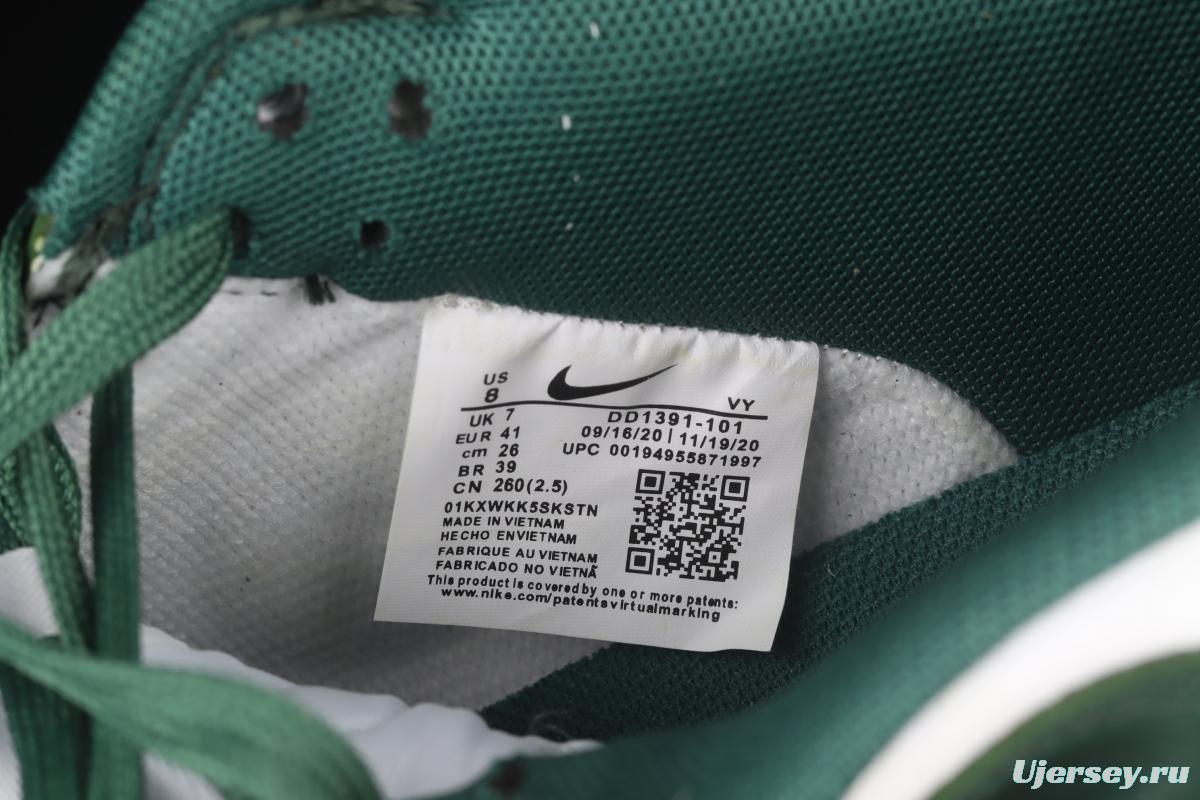 US
8
VY
UK 7
DD1391-101
EUR 41
09/16/20 | 11/19/20
cm 26
UPC 00194955871997
BR 39
CN 260(2.5)
01KXWKK5SKSTN
MADE IN VIETNAM
HECHO ENVIETNAM
FABRIQUE AU VIETNAM
FABRICADO NO VIETNÃ
This product is covered by one or more patents:
www.nike.com/patentsvirtualmarking
Ujersey.ru